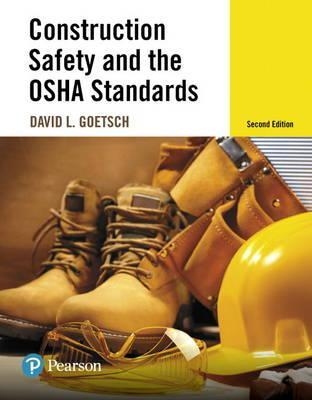 Construction
Safety and the
OSHA Standards
DAVID L. GOETSCH
Second Edition
Pearson